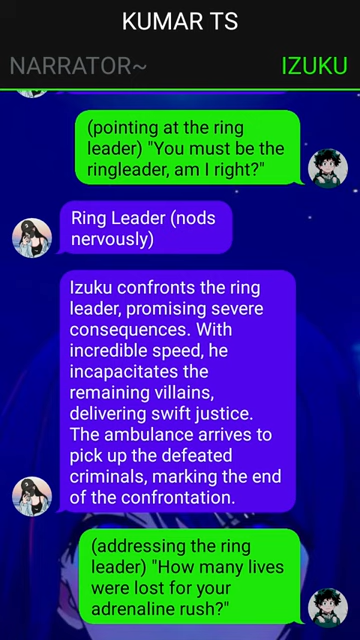 KUMAR TS
NARRATOR~ IZUKU
(pointing at the ring
leader) "You must be the
ringleader, am I right?"
Ring Leader (nods
nervously)
Izuku confronts the ring
leader, promising severe
consequences. With
incredible speed, he
incapacitates the
remaining villains,
delivering swift justice.
The ambulance arrives to
pick up the defeated
criminals, marking the end
of the confrontation.
(addressing the ring
leader) "How many lives
were lost for your
adrenaline rush?"